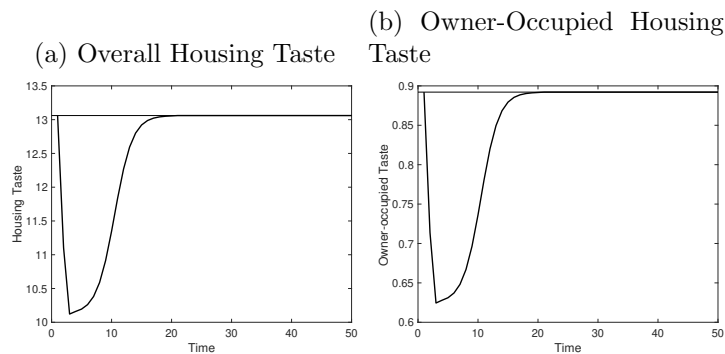 (a) Overall Housing Taste
13.5
13
12.5
12
11.5
11
10.5
10
0 10 20 30 40 50
Housing Taste
Time
(b) Owner-Occupied Housing
Taste
0.9
0.85
0.8
0.75
0.7
0.65
0.6
0 10 20 30 40 50
Owner-occupied Taste
Time